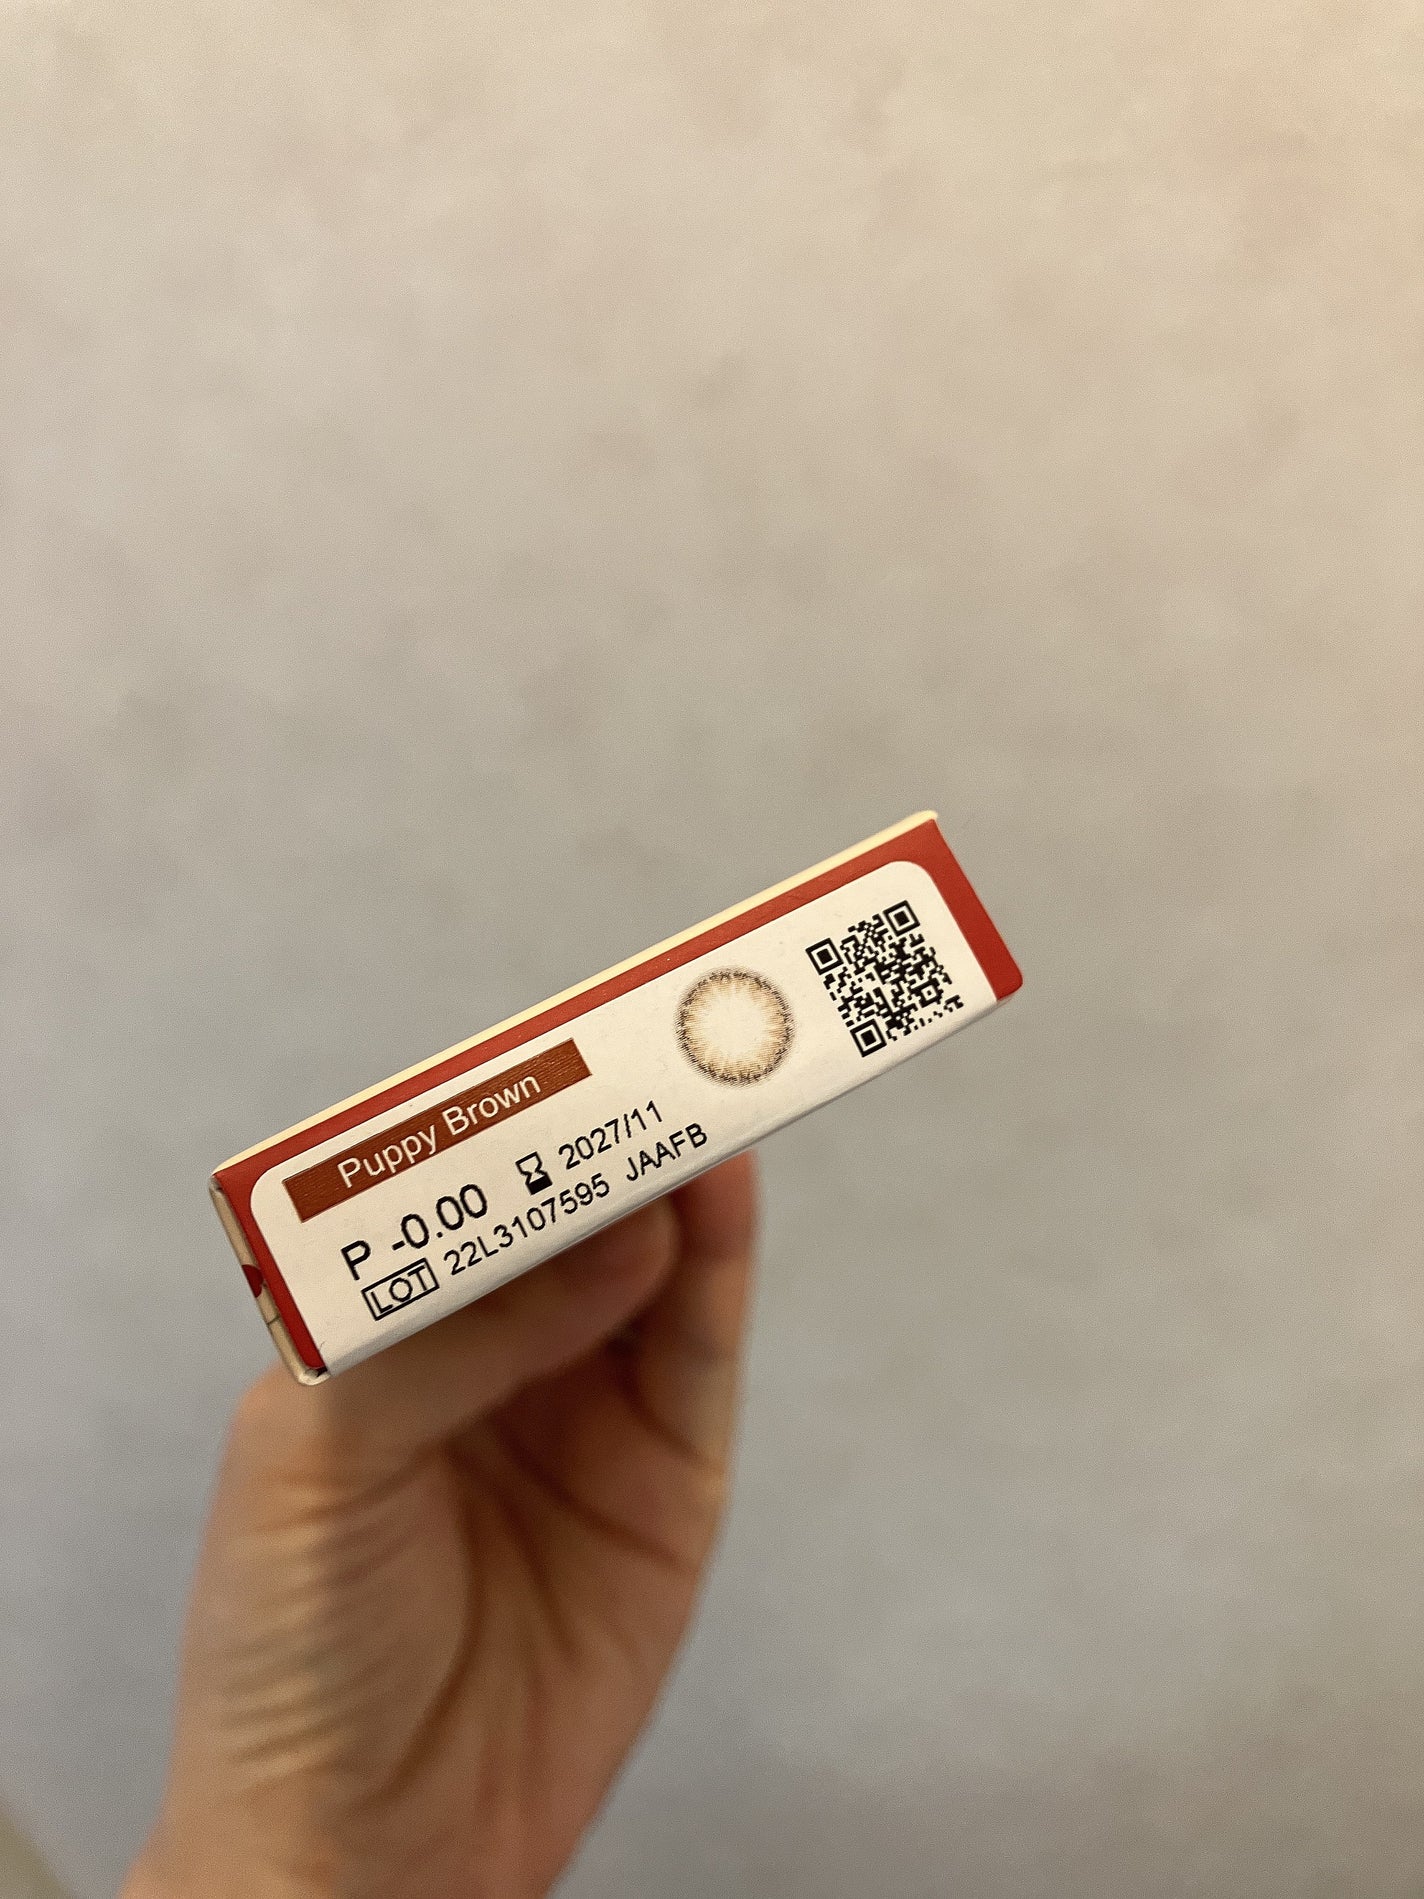 Puppy Brown
P -0.00 2027/11
LOT 22L3107595 JAAFB